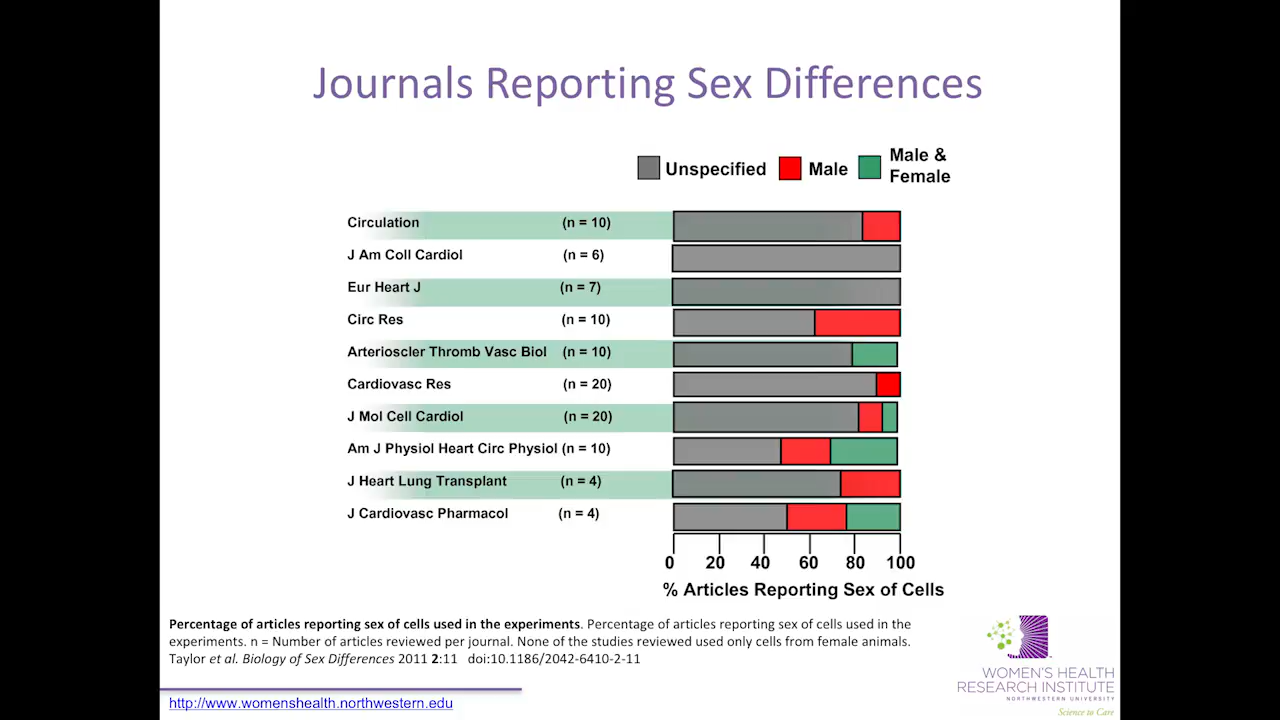 Journals Reporting Sex Differences
Unspecified
Male
Male &
Female
Circulation (n = 10)
J Am Coll Cardiol (n = 6)
Eur Heart J (n = 7)
Circ Res (n = 10)
Arterioscler Thromb Vasc Biol (n = 10)
Cardiovasc Res (n = 20)
J Mol Cell Cardiol (n = 20)
Am J Physiol Heart Circ Physiol (n = 10)
J Heart Lung Transplant (n = 4)
J Cardiovasc Pharmacol (n = 4)
0 20 40 60 80 100
% Articles Reporting Sex of Cells
Percentage of articles reporting sex of cells used in the experiments. Percentage of articles reporting sex of cells used in the
experiments. n = Number of articles reviewed per journal. None of the studies reviewed used only cells from female animals.
Taylor et al. Biology of Sex Differences 2011 2:11 doi:10.1186/2042-6410-2-11
WOMEN'S HEALTH
RESEARCH INSTITUTE
NORTHWESTERN UNIVERSITY
Science to Care
http://www.womenshealth.northwestern.edu